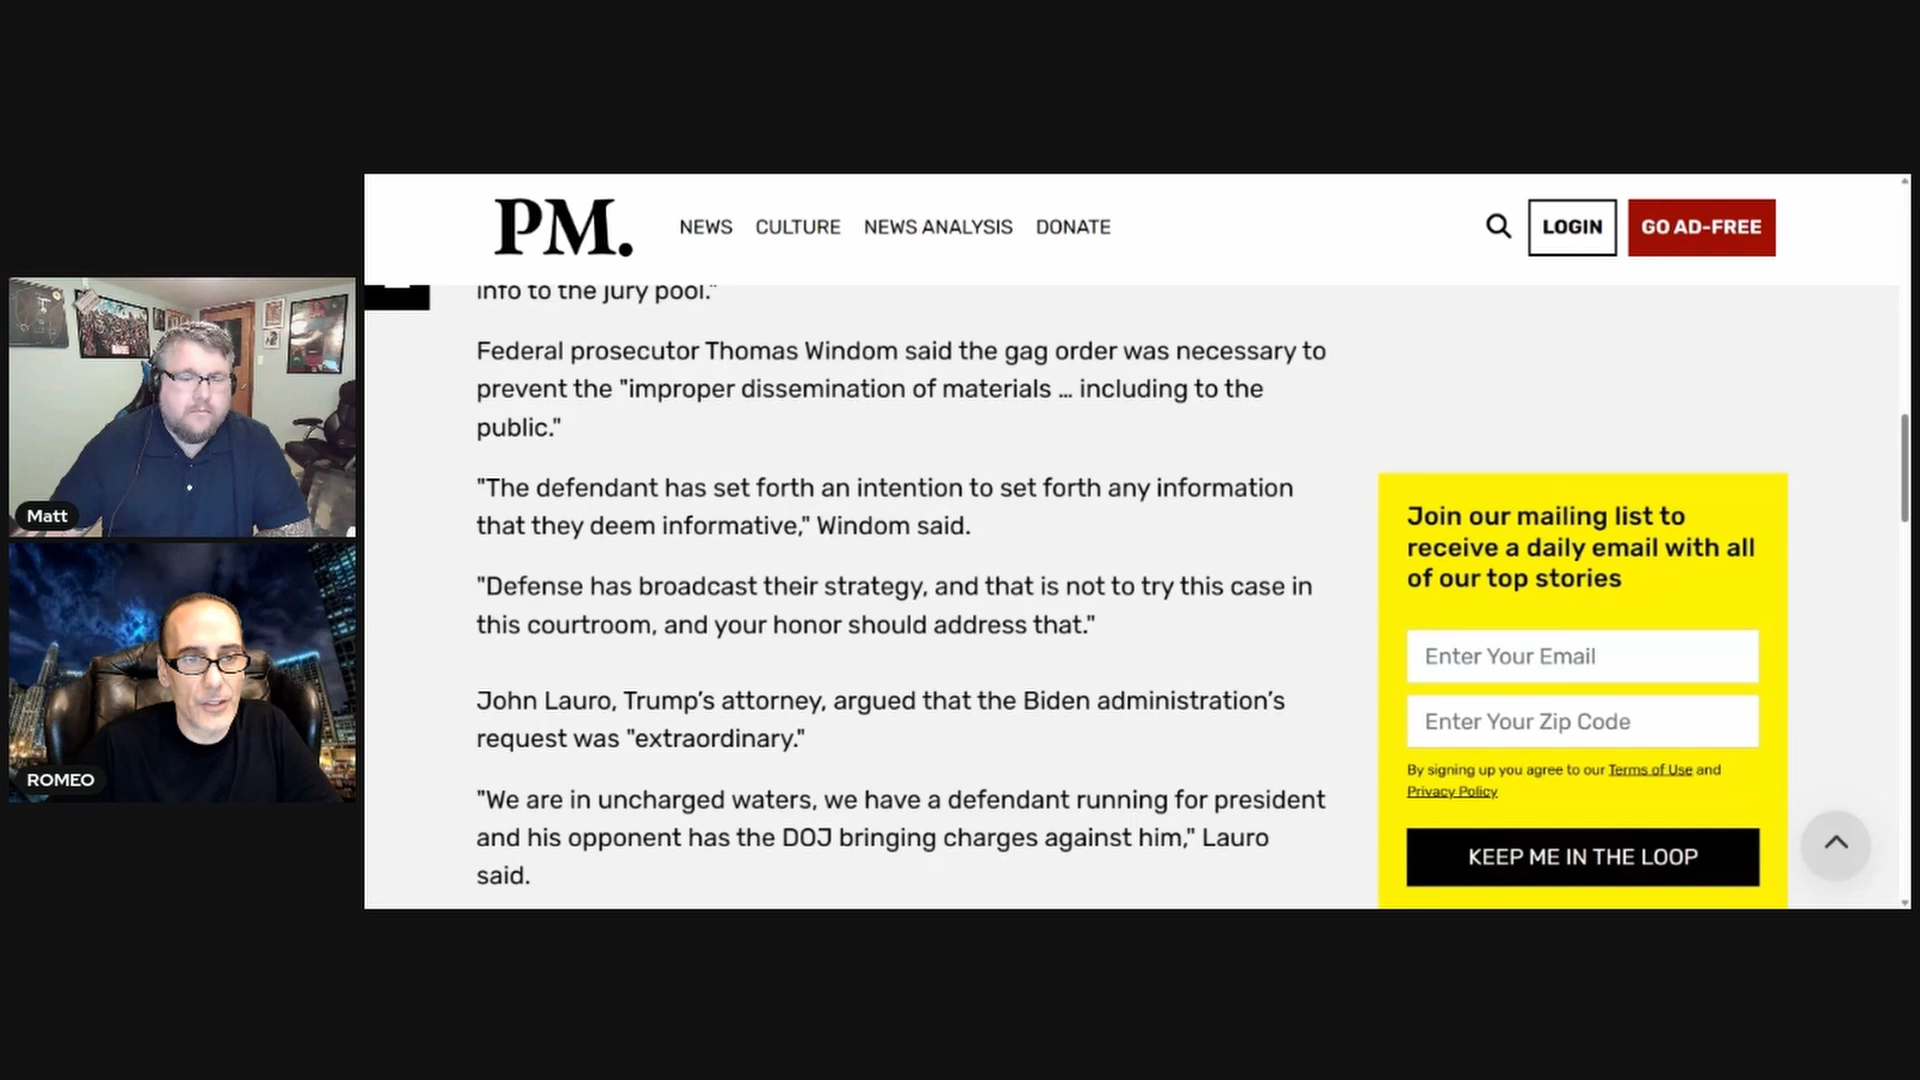 PM.
NEWS CULTURE NEWS ANALYSIS DONATE
LOGIN
GO AD-FREE
info to the jury pool."
Federal prosecutor Thomas Windom said the gag order was necessary to
prevent the "improper dissemination of materials ... including to the
public."
"The defendant has set forth an intention to set forth any information
that they deem informative," Windom said.
"Defense has broadcast their strategy, and that is not to try this case in
this courtroom, and your honor should address that."
John Lauro, Trump's attorney, argued that the Biden administration's
request was "extraordinary."
"We are in uncharged waters, we have a defendant running for president
and his opponent has the DOJ bringing charges against him," Lauro
said.
Join our mailing list to
receive a daily email with all
of our top stories
Enter Your Email
Enter Your Zip Code
By signing up you agree to our Terms of Use and
Privacy Policy
KEEP ME IN THE LOOP
Matt
ROMEO